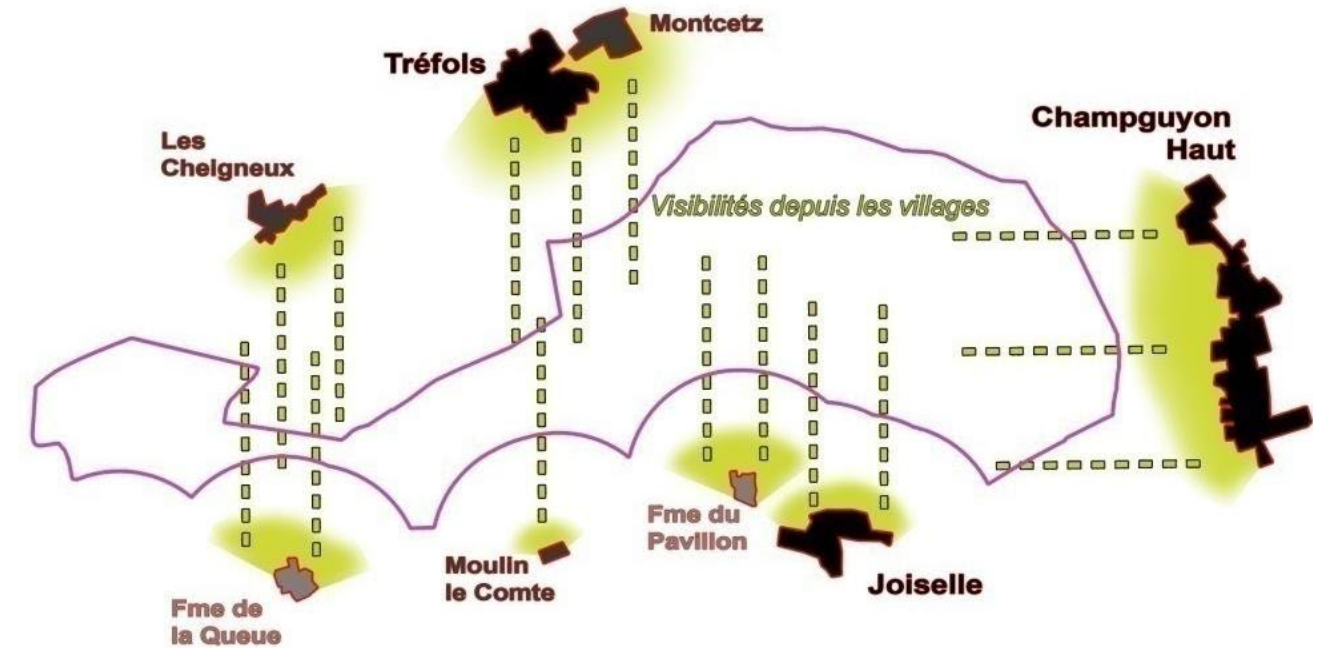 Montcetz
Tréfols
Champguyon
Haut
Les
Cheigneux
Visibilités depuis les villages
Fme du
Pavillon
Moulin
le Comte
Joiselle
Fme de
la Queue